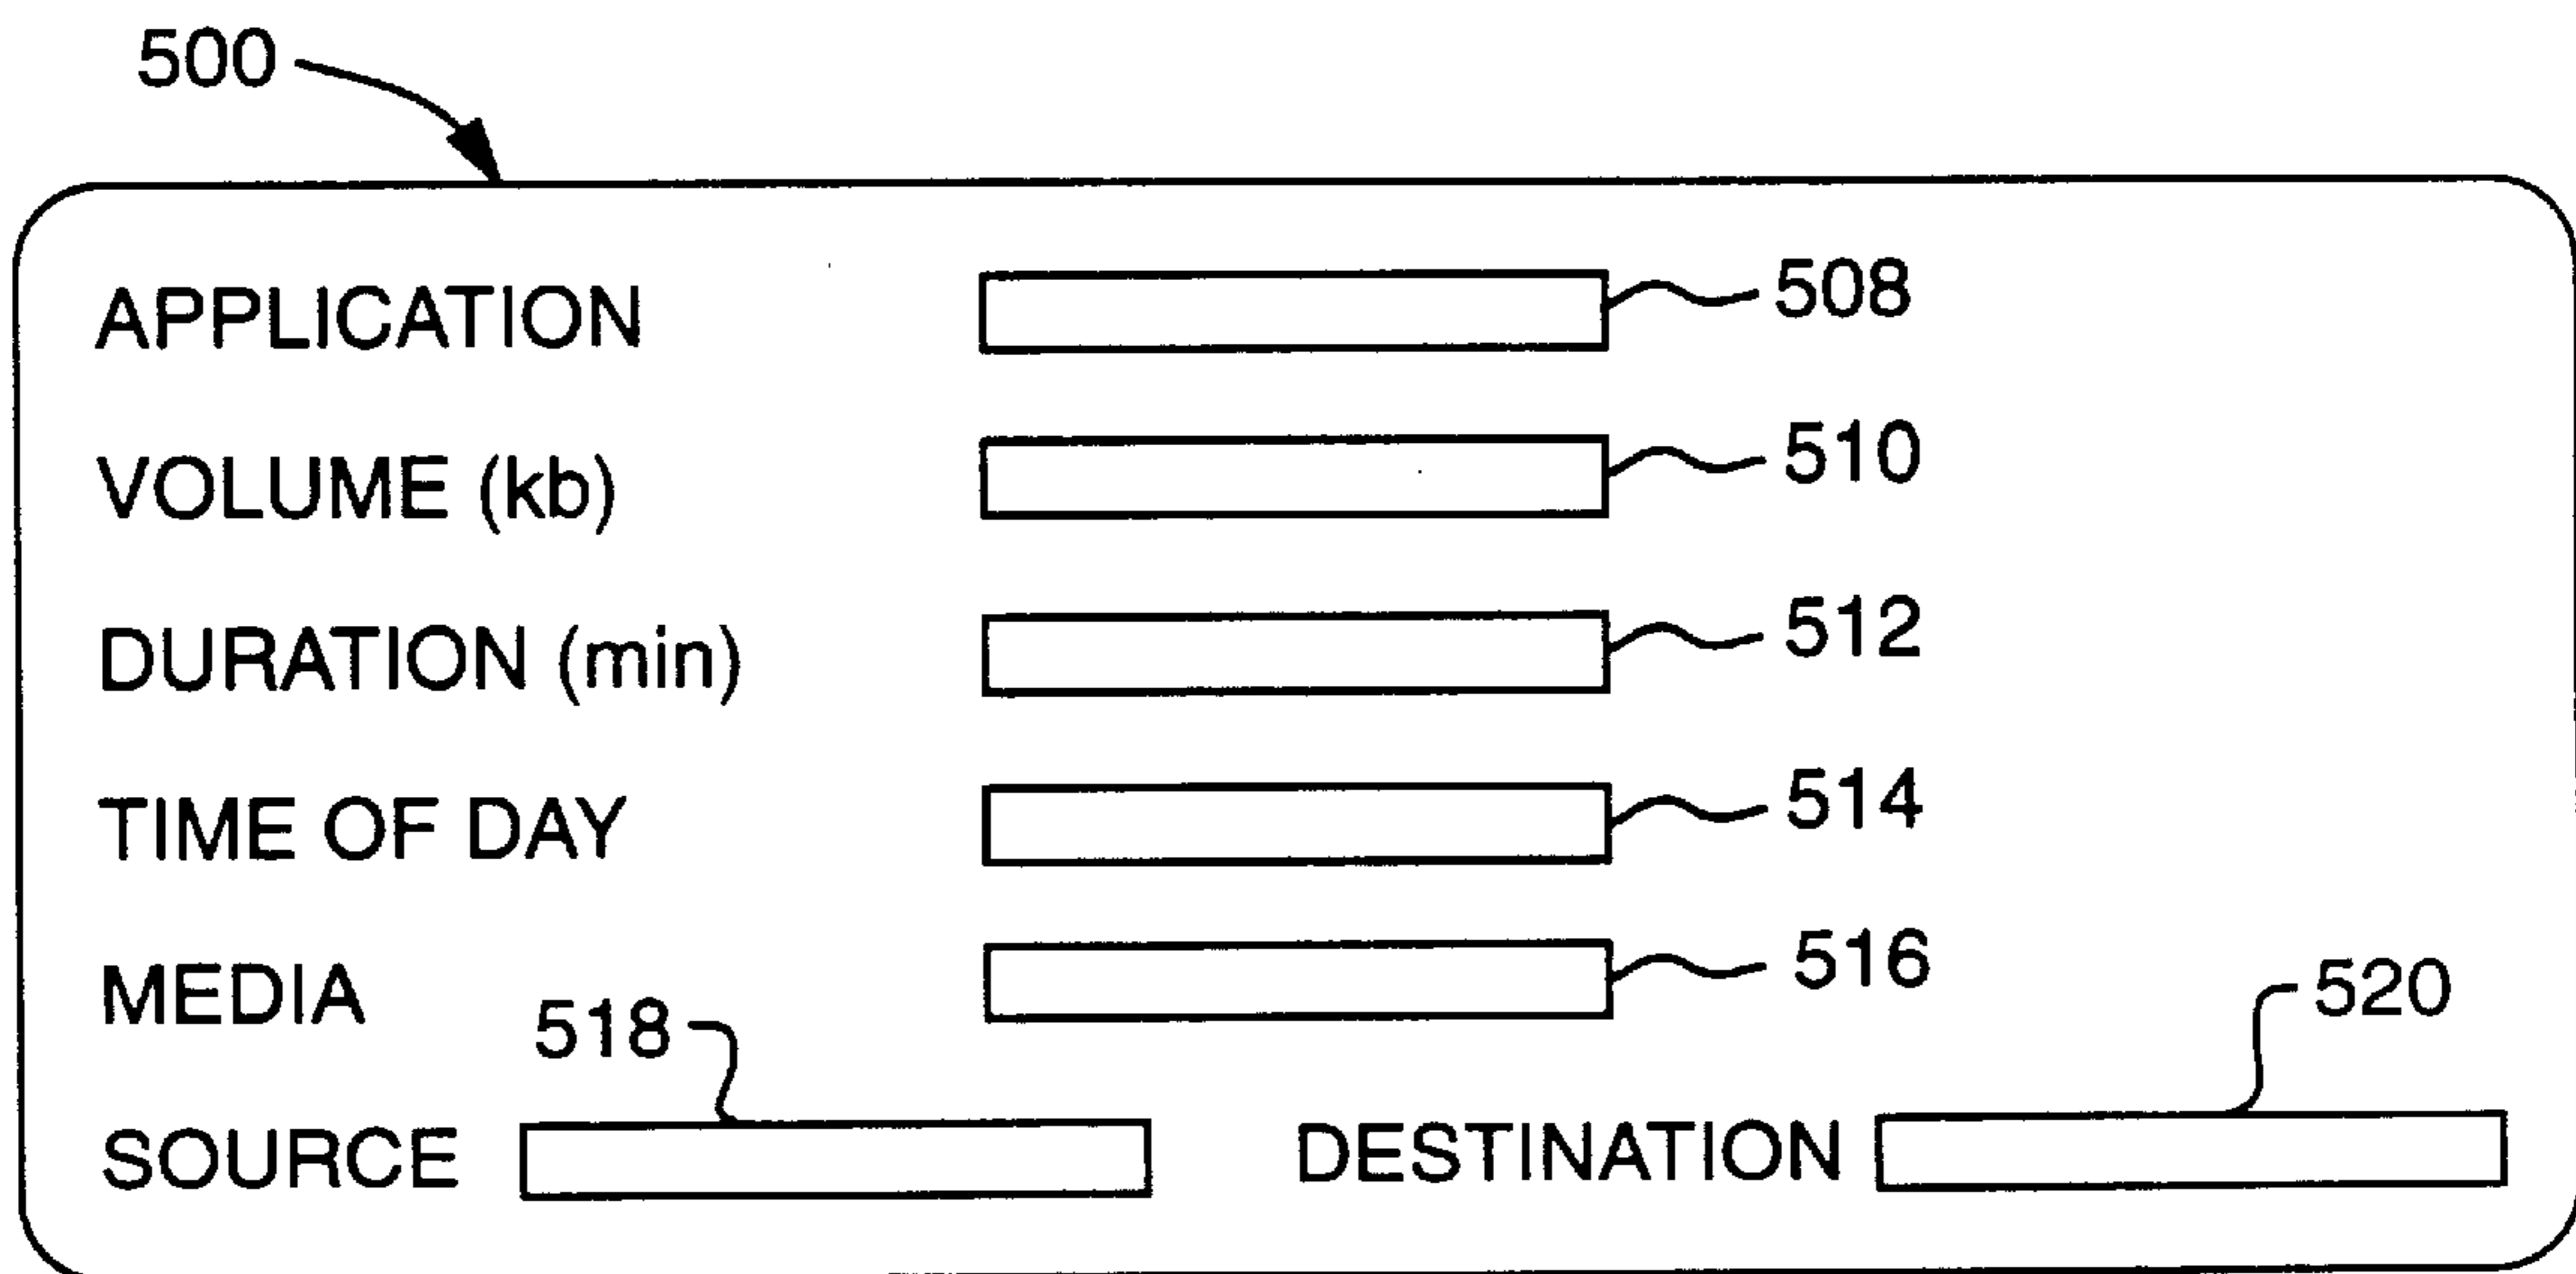 500
APPLICATION 508
VOLUME (kb) 510
DURATION (min) 512
TIME OF DAY 514
MEDIA 516
518 520
SOURCE DESTINATION